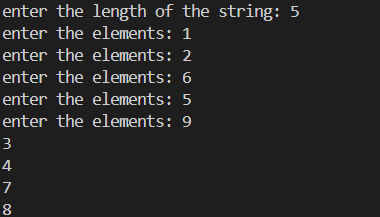 enter the length of the string: 5
enter the elements: 1
enter the elements: 2
enter the elements: 6
enter the elements: 5
enter the elements: 9
3
4
7
8